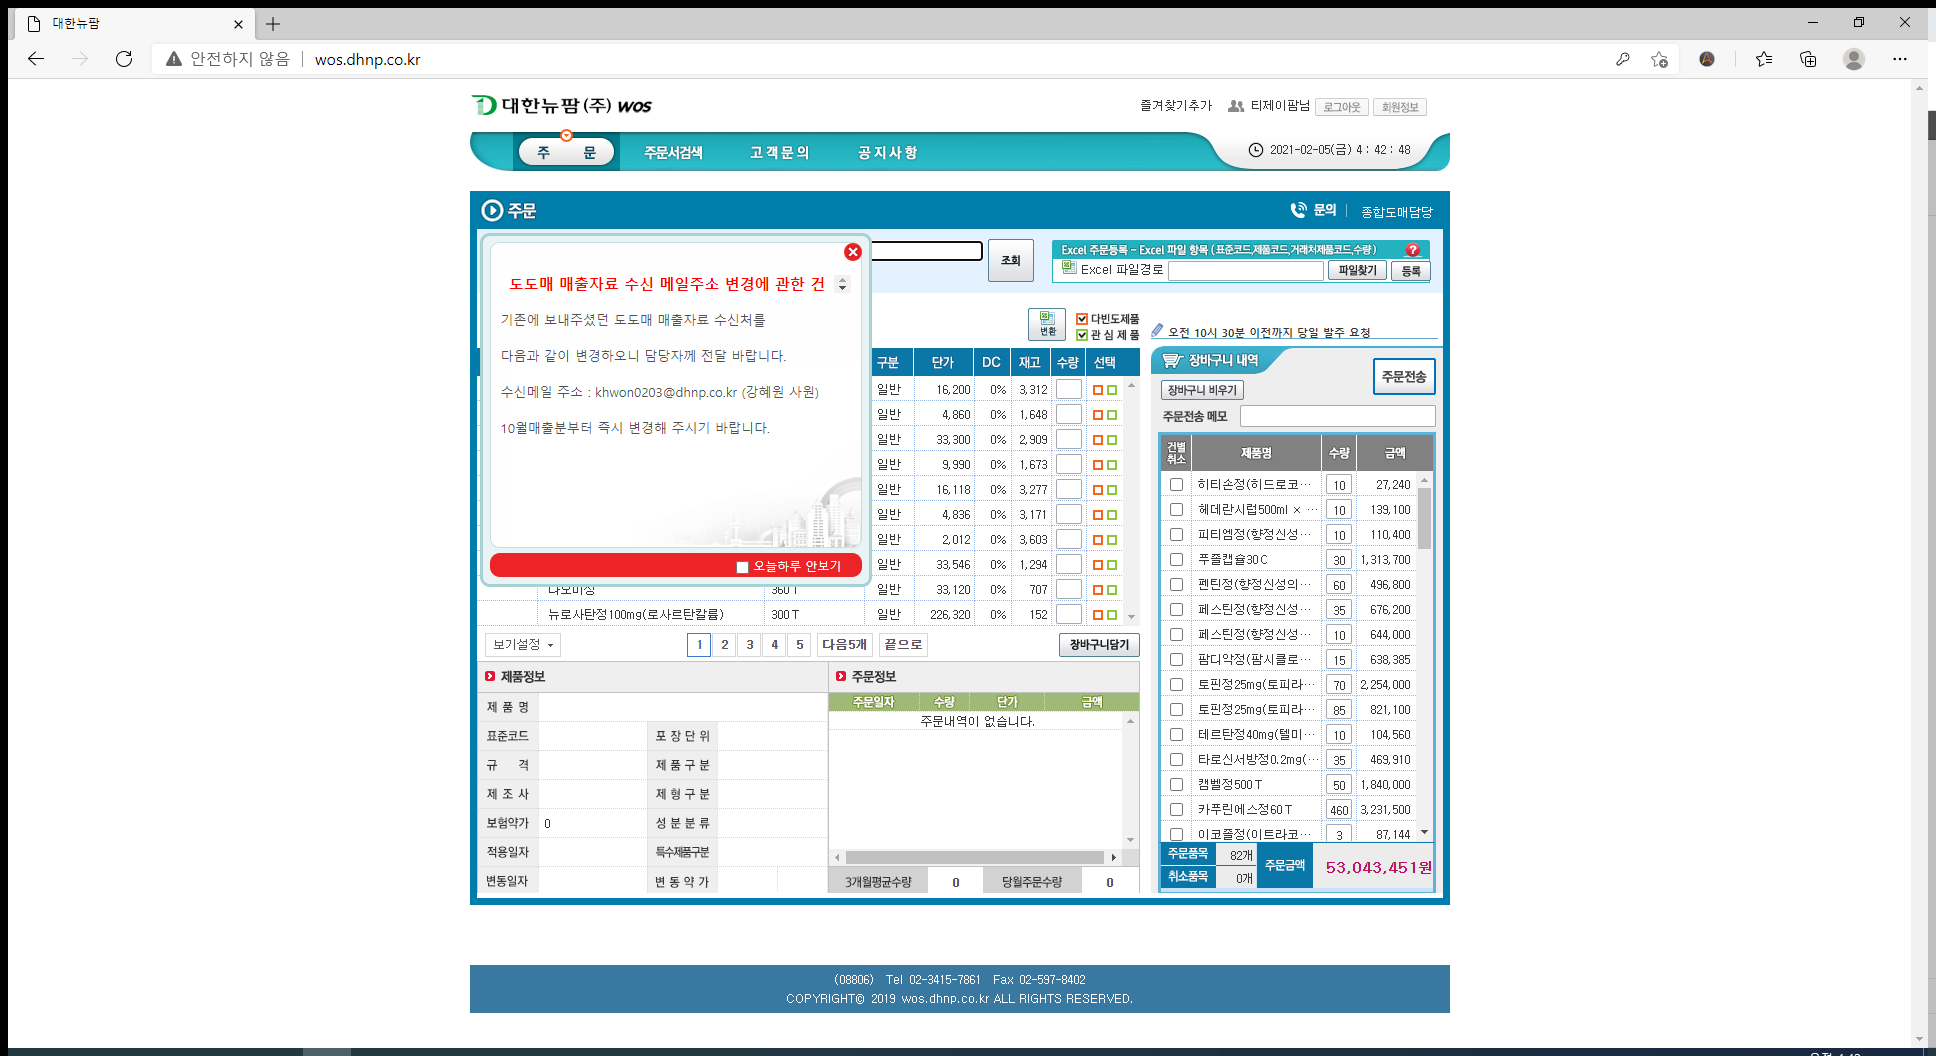 대한뉴팜
안전하지 않음
wos.dhnp.co.kr
대한뉴팜(주) WOS
즐겨찾기추가 티제이팜님 로그아웃 회원정보
주 문 주문서검색 고객문의 공지사항
2021-02-05(금) 4 : 42 : 48
주문
문의 종합도매담당
도도매 매출자료 수신 메일주소 변경에 관한 건
기존에 보내주셨던 도도매 매출자료 수신처를
다음과 같이 변경하오니 담당자께 전달 바랍니다.
수신메일 주소 : khwon0203@dhnp.co.kr (강혜원 사원)
10월매출분부터 즉시 변경해 주시기 바랍니다.
오늘하루 안보기
조회
Excel 주문등록 - Excel 파일 항목 (표준코드,제품코드,거래처제품코드,수량)
Excel 파일경로 파일찾기 등록
변환
다빈도제품
관 심 제 품
오전 10시 30분 이전까지 당일 발주 요청
구분 단가 DC 재고 수량 선택
일반 16,200 0% 3,312
일반 4,860 0% 1,648
일반 33,300 0% 2,909
일반 9,990 0% 1,673
일반 16,118 0% 3,277
일반 4,836 0% 3,171
일반 2,012 0% 3,603
일반 33,546 0% 1,294
360 T 일반 33,120 0% 707
뉴로사탄정100mg(로사르탄칼륨) 300 T 일반 226,320 0% 152
보기설정 1 2 3 4 5 다음5개 끝으로 장바구니담기
제품정보
제 품 명
표준코드 포 장 단 위
규 격 제 품 구 분
제 조 사 제 형 구 분
보험약가 0 성 분 분 류
적용일자 특수제품구분
변동일자 변 동 약 가
주문정보
주문일자 수량 단가 금액
주문내역이 없습니다.
3개월평균수량 0 당월주문수량 0
장바구니 내역
장바구니 비우기
주문전송
주문전송 메모
건별취소 제품명 수량 금액
히티손정(히드로코··· 10 27,240
헤데란시럽500ml × ··· 10 139,100
피티엠정(향정신성··· 10 110,400
푸줄캡슐30C 30 1,313,700
펜틴정(향정신성의··· 60 496,800
페스틴정(향정신성··· 35 676,200
페스틴정(향정신성··· 10 644,000
팜디악정(팜시클로··· 15 638,385
토핀정25mg(토피라··· 70 2,254,000
토핀정25mg(토피라··· 85 821,100
테르탄정40mg(텔미··· 10 104,560
타로신서방정0.2mg(··· 35 469,910
캠벨정500T 50 1,840,000
카푸린에스정60T 460 3,231,500
이코졸정(이트라코··· 3 87,144
주문품목 82개
취소품목 0개
주문금액 53,043,451원
(08806) Tel 02-3415-7861 Fax 02-597-8402
COPYRIGHT© 2019 wos.dhnp.co.kr ALL RIGHTS RESERVED.